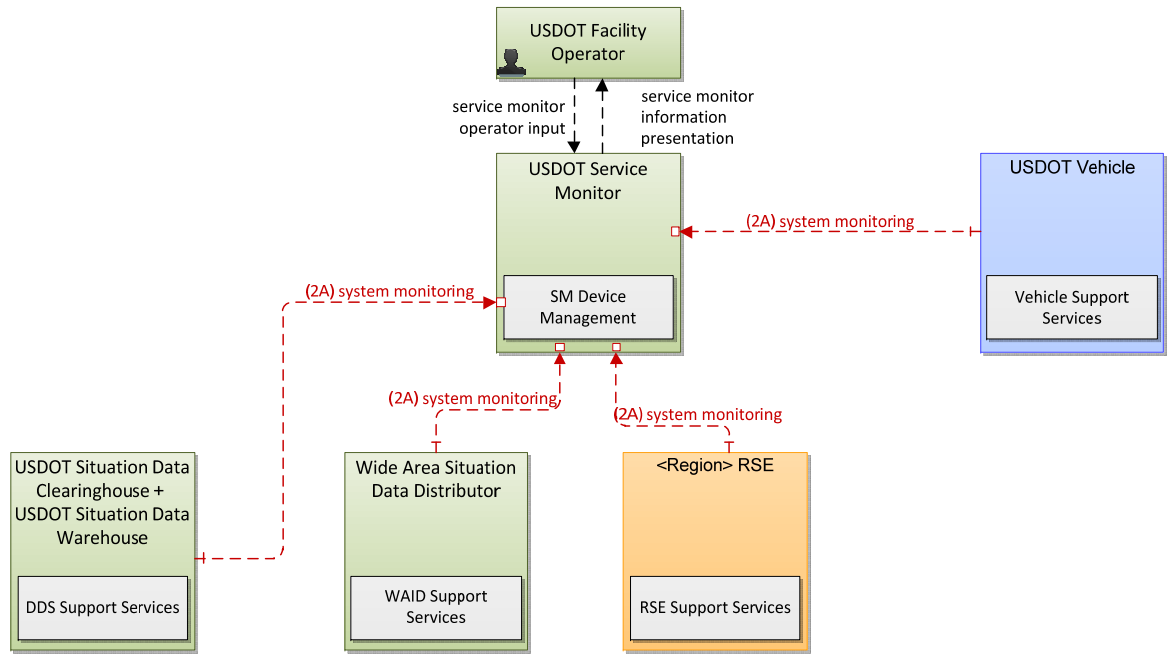 USDOT Facility
Operator
service monitor
operator input
service monitor
information
presentation
USDOT Service
Monitor
USDOT Vehicle
(2A) system monitoring
(2A) system monitoring
SM Device
Management
Vehicle Support
Services
(2A) system monitoring
(2A) system monitoring
USDOT Situation Data
Clearinghouse +
USDOT Situation Data
Warehouse
Wide Area Situation
Data Distributor
<Region> RSE
DDS Support Services
WAID Support
Services
RSE Support Services